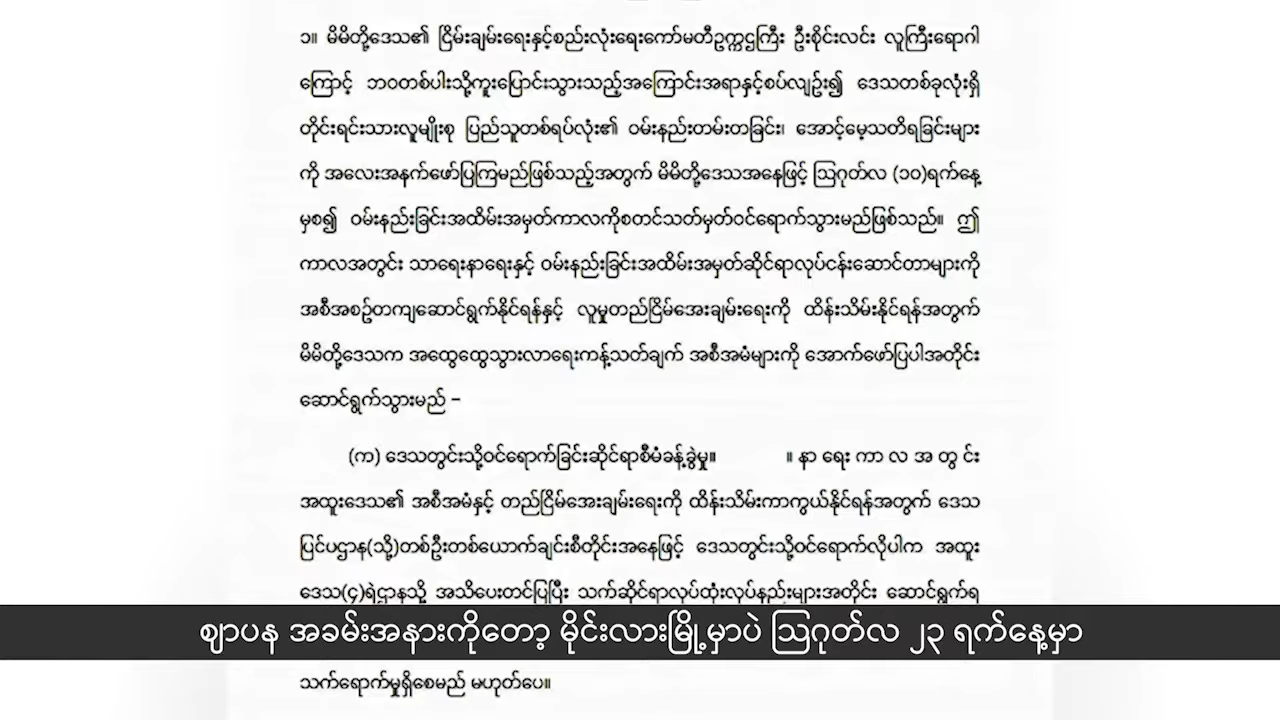 ၁။ မိမိတို့ဒေသ၏ ငြိမ်းချမ်းရေးနှင့်စည်းလုံးရေးကော်မတီဥက္ကဋ္ဌကြီး ဦးစိုင်းလင်း လူကြီးရောဂါ
ကြောင့် ဘဝတစ်ပါးသို့ကူးပြောင်းသွားသည့်အကြောင်းအရာနှင့်စပ်လျဉ်း၍ ဒေသတစ်ခုလုံးရှိ
တိုင်းရင်းသားလူမျိုးစု ပြည်သူတစ်ရပ်လုံး၏ ဝမ်းနည်းတမ်းတခြင်း၊ အောင့်မေ့သတိရခြင်းများ
ကို အလေးအနက်ဖော်ပြကြမည်ဖြစ်သည့်အတွက် မိမိတို့ဒေသအနေဖြင့် ဩဂုတ်လ (၁၀)ရက်နေ့
မှစ၍ ဝမ်းနည်းခြင်းအထိမ်းအမှတ်ကာလကိုစတင်သတ်မှတ်ဝင်ရောက်သွားမည်ဖြစ်သည်။ ဤ
ကာလအတွင်း သာရေးနာရေးနှင့် ဝမ်းနည်းခြင်းအထိမ်းအမှတ်ဆိုင်ရာလုပ်ငန်းဆောင်တာများကို
အစီအစဉ်တကျဆောင်ရွက်နိုင်ရန်နှင့် လူမှုတည်ငြိမ်အေးချမ်းရေးကို ထိန်းသိမ်းနိုင်ရန်အတွက်
မိမိတို့ဒေသက အထွေထွေသွားလာရေးကန့်သတ်ချက် အစီအမံများကို အောက်ဖော်ပြပါအတိုင်း
ဆောင်ရွက်သွားမည် –
(က) ဒေသတွင်းသို့ဝင်ရောက်ခြင်းဆိုင်ရာစီမံခန့်ခွဲမှု။ ။ နာ ရေး ကာ လ အ တွ င်း
အထူးဒေသ၏ အစီအမံနှင့် တည်ငြိမ်အေးချမ်းရေးကို ထိန်းသိမ်းကာကွယ်နိုင်ရန်အတွက် ဒေသ
ပြင်ပဌာန(သို့)တစ်ဦးတစ်ယောက်ချင်းစီတိုင်းအနေဖြင့် ဒေသတွင်းသို့ဝင်ရောက်လိုပါက အထူး
ဒေသ(၄)ရဲဌာနသို့ အသိပေးတင်ပြပြီး သက်ဆိုင်ရာလုပ်ထုံးလုပ်နည်းများအတိုင်း ဆောင်ရွက်ရ
ဈာပန အခမ်းအနားကိုတော့ မိုင်းလားမြို့မှာပဲ ဩဂုတ်လ ၂၃ ရက်နေ့မှာ
သက်ရောက်မှုရှိစေမည် မဟုတ်ပေ။